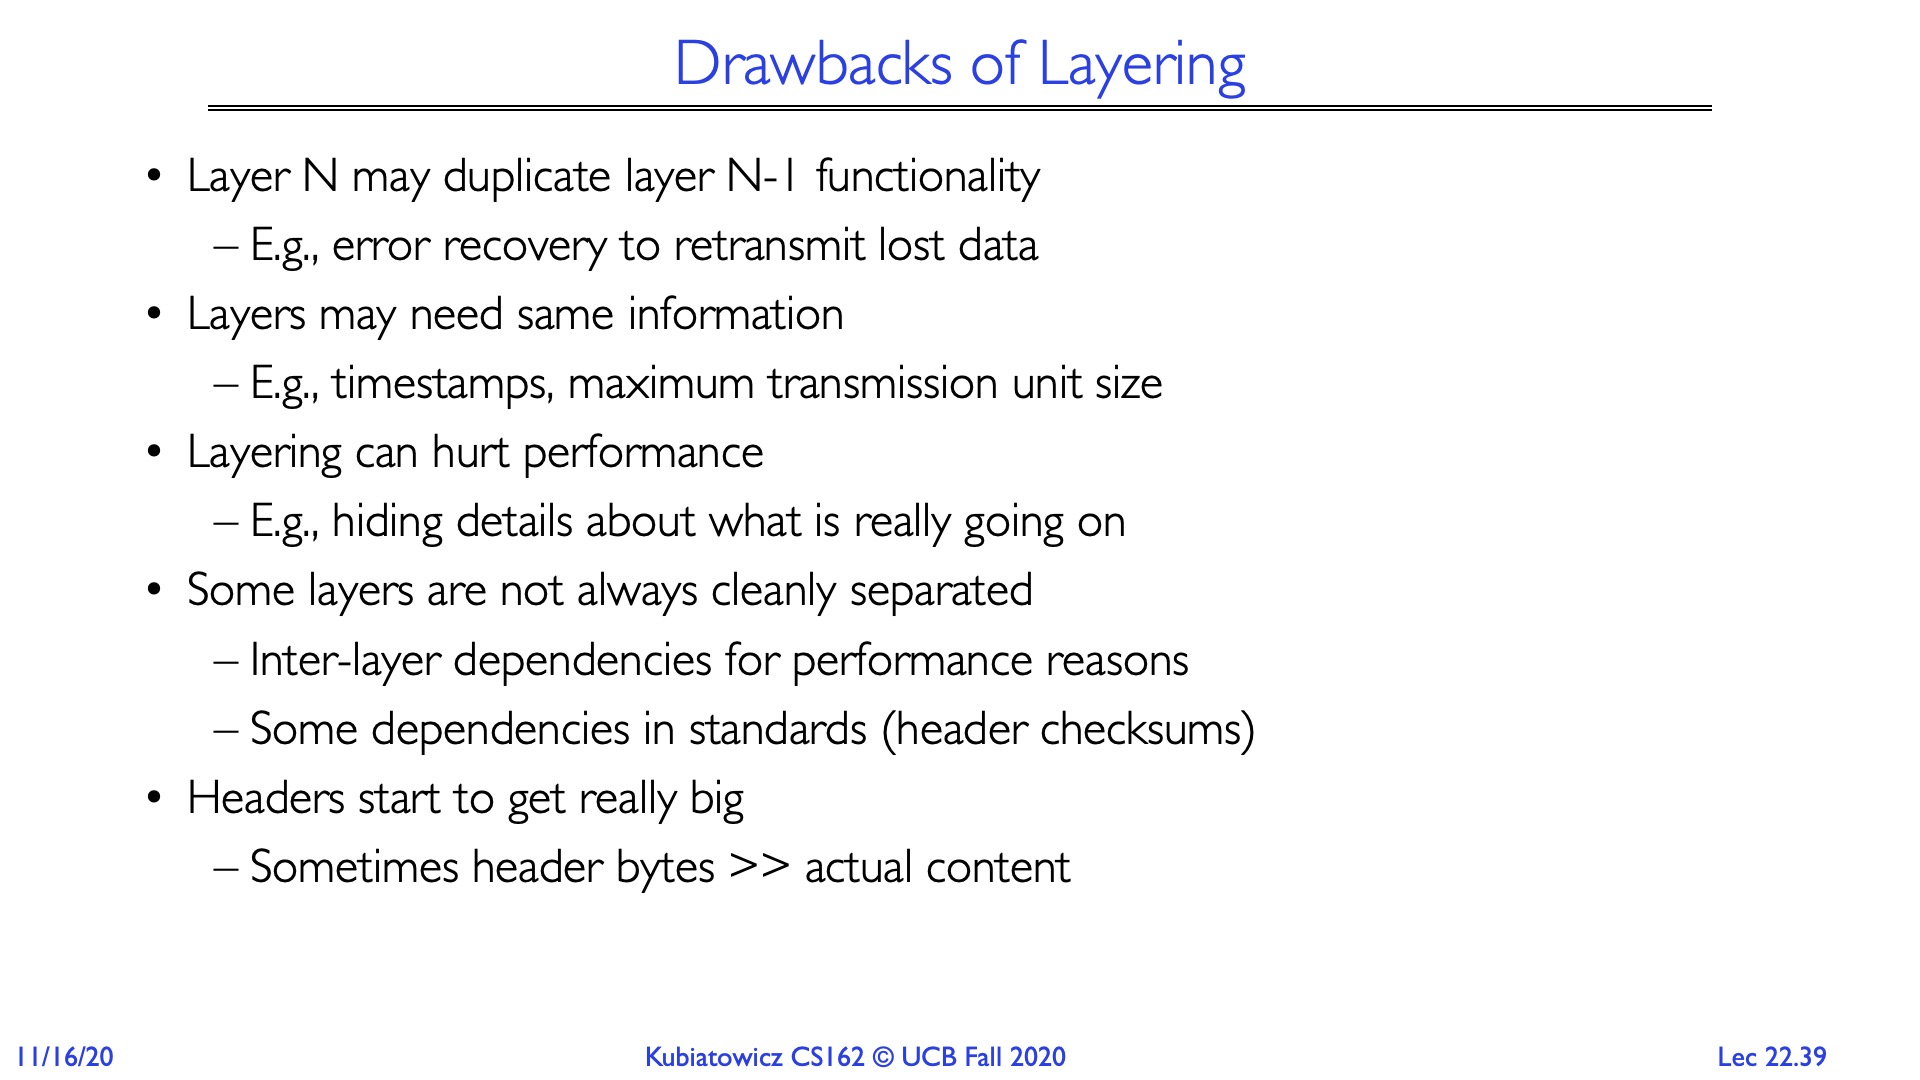 Drawbacks of Layering
• Layer N may duplicate layer N-1 functionality
– E.g., error recovery to retransmit lost data
• Layers may need same information
– E.g., timestamps, maximum transmission unit size
• Layering can hurt performance
– E.g., hiding details about what is really going on
• Some layers are not always cleanly separated
– Inter-layer dependencies for performance reasons
– Some dependencies in standards (header checksums)
• Headers start to get really big
– Sometimes header bytes >> actual content
11/16/20
Kubiatowicz CS162 © UCB Fall 2020
Lec 22.39